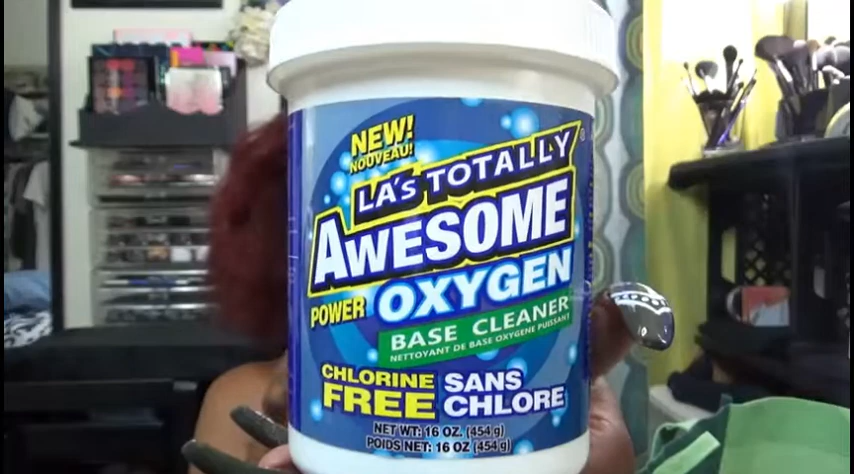 NEW!
NOUVEAU!
LA's TOTALLY®
AWESOME
POWER OXYGEN
BASE CLEANER
NETTOYANT DE BASE OXYGENE PUISSANT
CHLORINE SANS
FREE CHLORE
NET WT: 16 OZ. (454 g)
POIDS NET: 16 OZ (454 g)